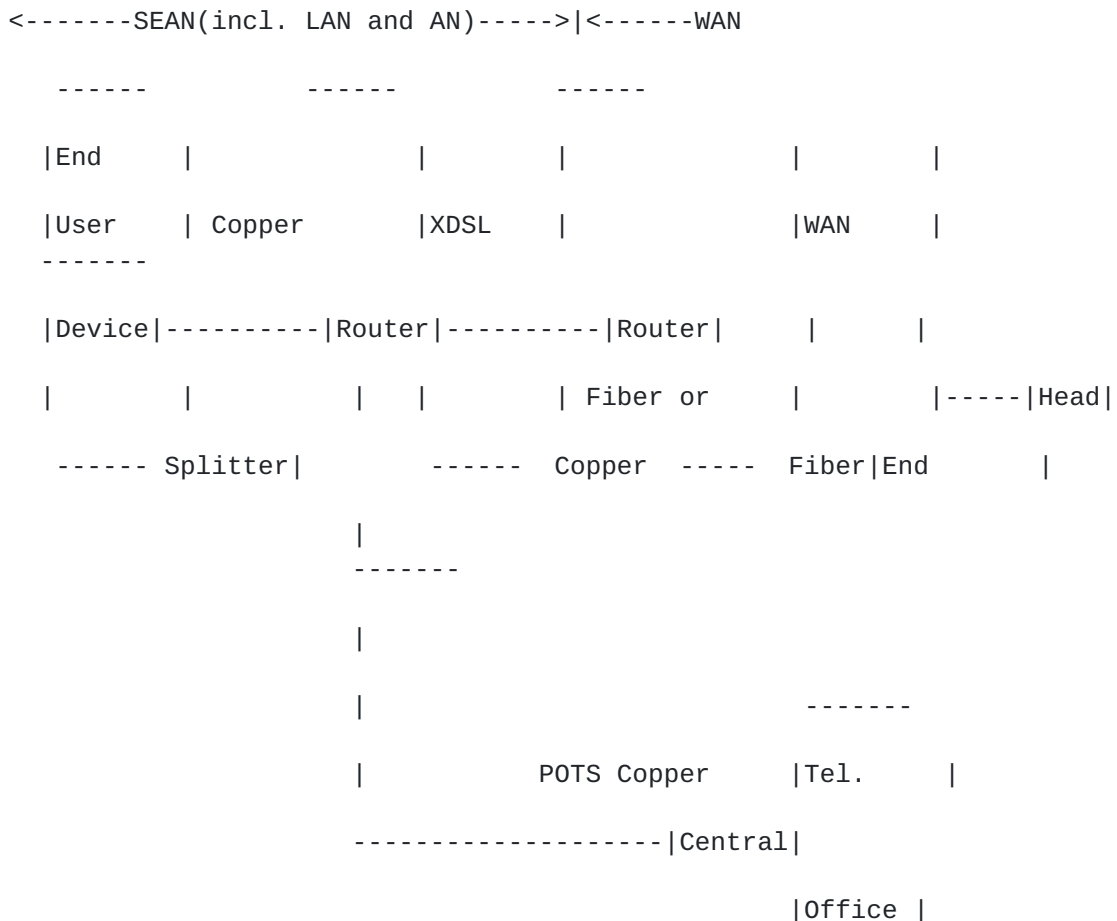 <-------SEAN(incl. LAN and AN)----->|<------WAN
------ ------ ------
|End | | | | |
|User | Copper |XDSL | |WAN |
-------
|Device|----------|Router|----------|Router| | |
| | | | | Fiber or | |-----|Head|
------ Splitter| ------ Copper ----- Fiber|End |
|
-------
|
| -------
| POTS Copper |Tel. |
--------------------|Central|
|Office |